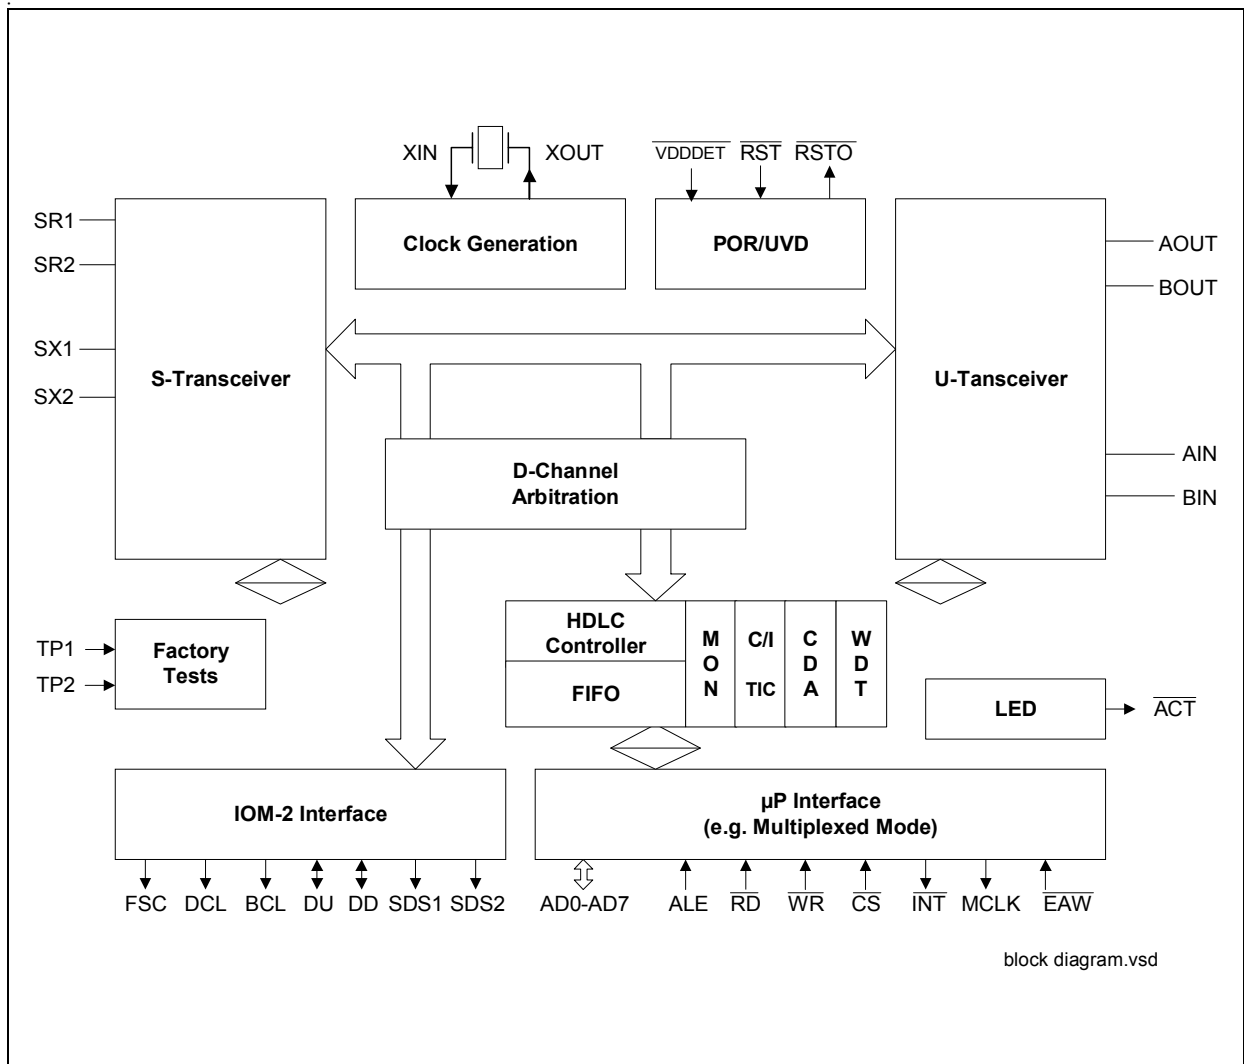 XIN
XOUT
VDDDET
RST
RSTO
SR1
SR2
SX1
SX2
S-Transceiver
Clock Generation
POR/UVD
U-Tansceiver
AOUT
BOUT
AIN
BIN
D-Channel
Arbitration
TP1
TP2
Factory
Tests
HDLC
Controller
FIFO
MON
C/I
TIC
CDA
WDT
LED
ACT
IOM-2 Interface
µP Interface
(e.g. Multiplexed Mode)
FSC
DCL
BCL
DU
DD
SDS1
SDS2
AD0-AD7
ALE
RD
WR
CS
INT
MCLK
EAW
block diagram.vsd